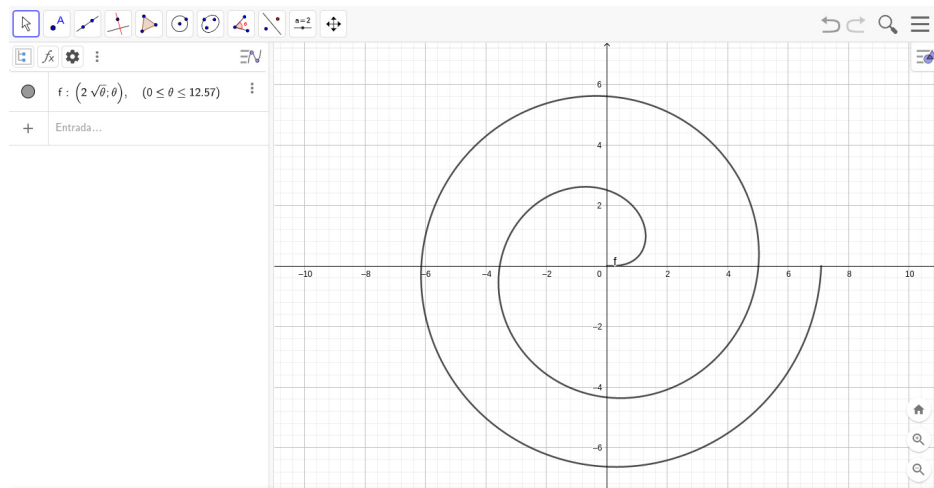 A
a=2
fx
f : (2 √θ; θ), (0 ≤ θ ≤ 12.57)
+ Entrada...
6
4
2
f
−10 −8 −6 −4 −2 0 2 4 6 8 10
−2
−4
−6